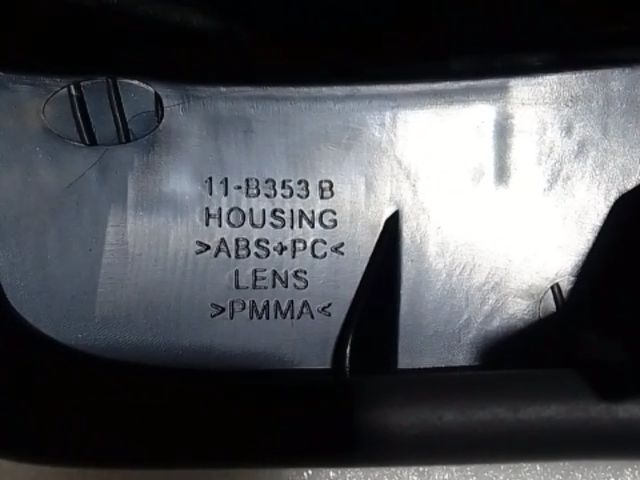 11-B353 B
HOUSING
>ABS+PC<
LENS
>PMMA<